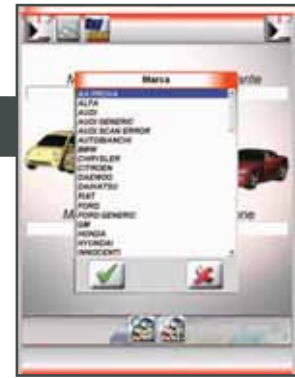 Marca
AA PROVA
ALFA
AUDI
AUDI GENERIC
AUDI SCAN ERROR
AUTOBIANCHI
BMW
CHRYSLER
CITROEN
DAEWOO
DAIHATSU
FIAT
FORD
FORD GENERIC
GM
HONDA
HYUNDAI
INNOCENTI